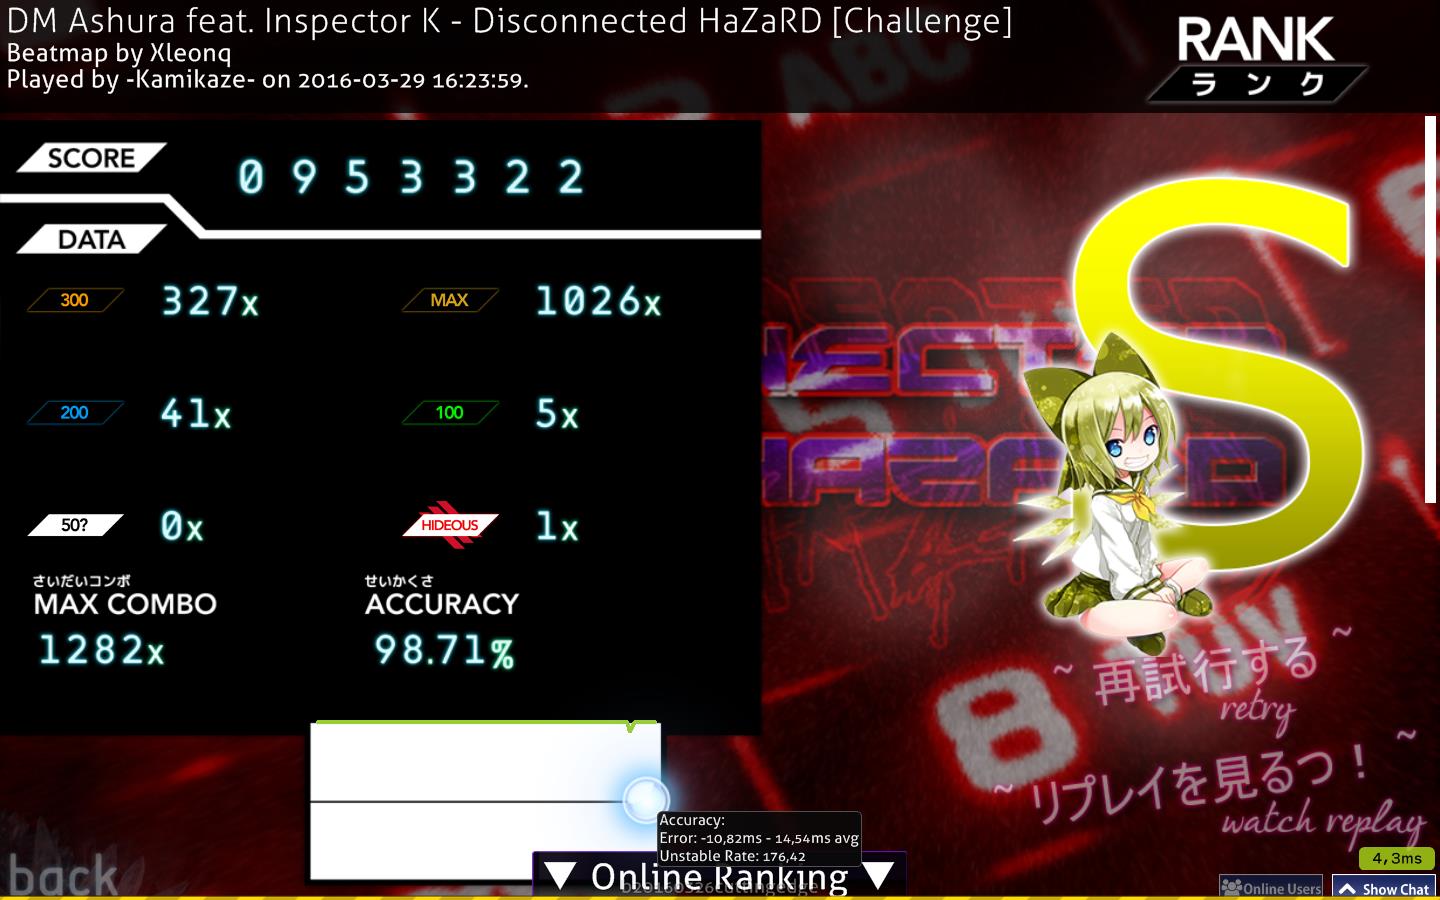 DM Ashura feat. Inspector K - Disconnected HaZaRD [Challenge]
Beatmap by Xleonq
Played by -Kamikaze- on 2016-03-29 16:23:59.
RANK
ランク
SCORE
0953322
DATA
300 327x MAX 1026x
200 41x 100 5x
50? 0x HIDEOUS 1x
さいだいコンボ せいかくさ
MAX COMBO ACCURACY
1282x 98.71%
~ 再試行する ~
retry
~ リプレイを見るつ! ~
watch replay
Accuracy:
Error: -10,82ms - 14,54ms avg
Unstable Rate: 176,42
▼ Online Ranking ▼
back
4,3ms
Online Users
Show Chat
S
HAZARD
ABC
8